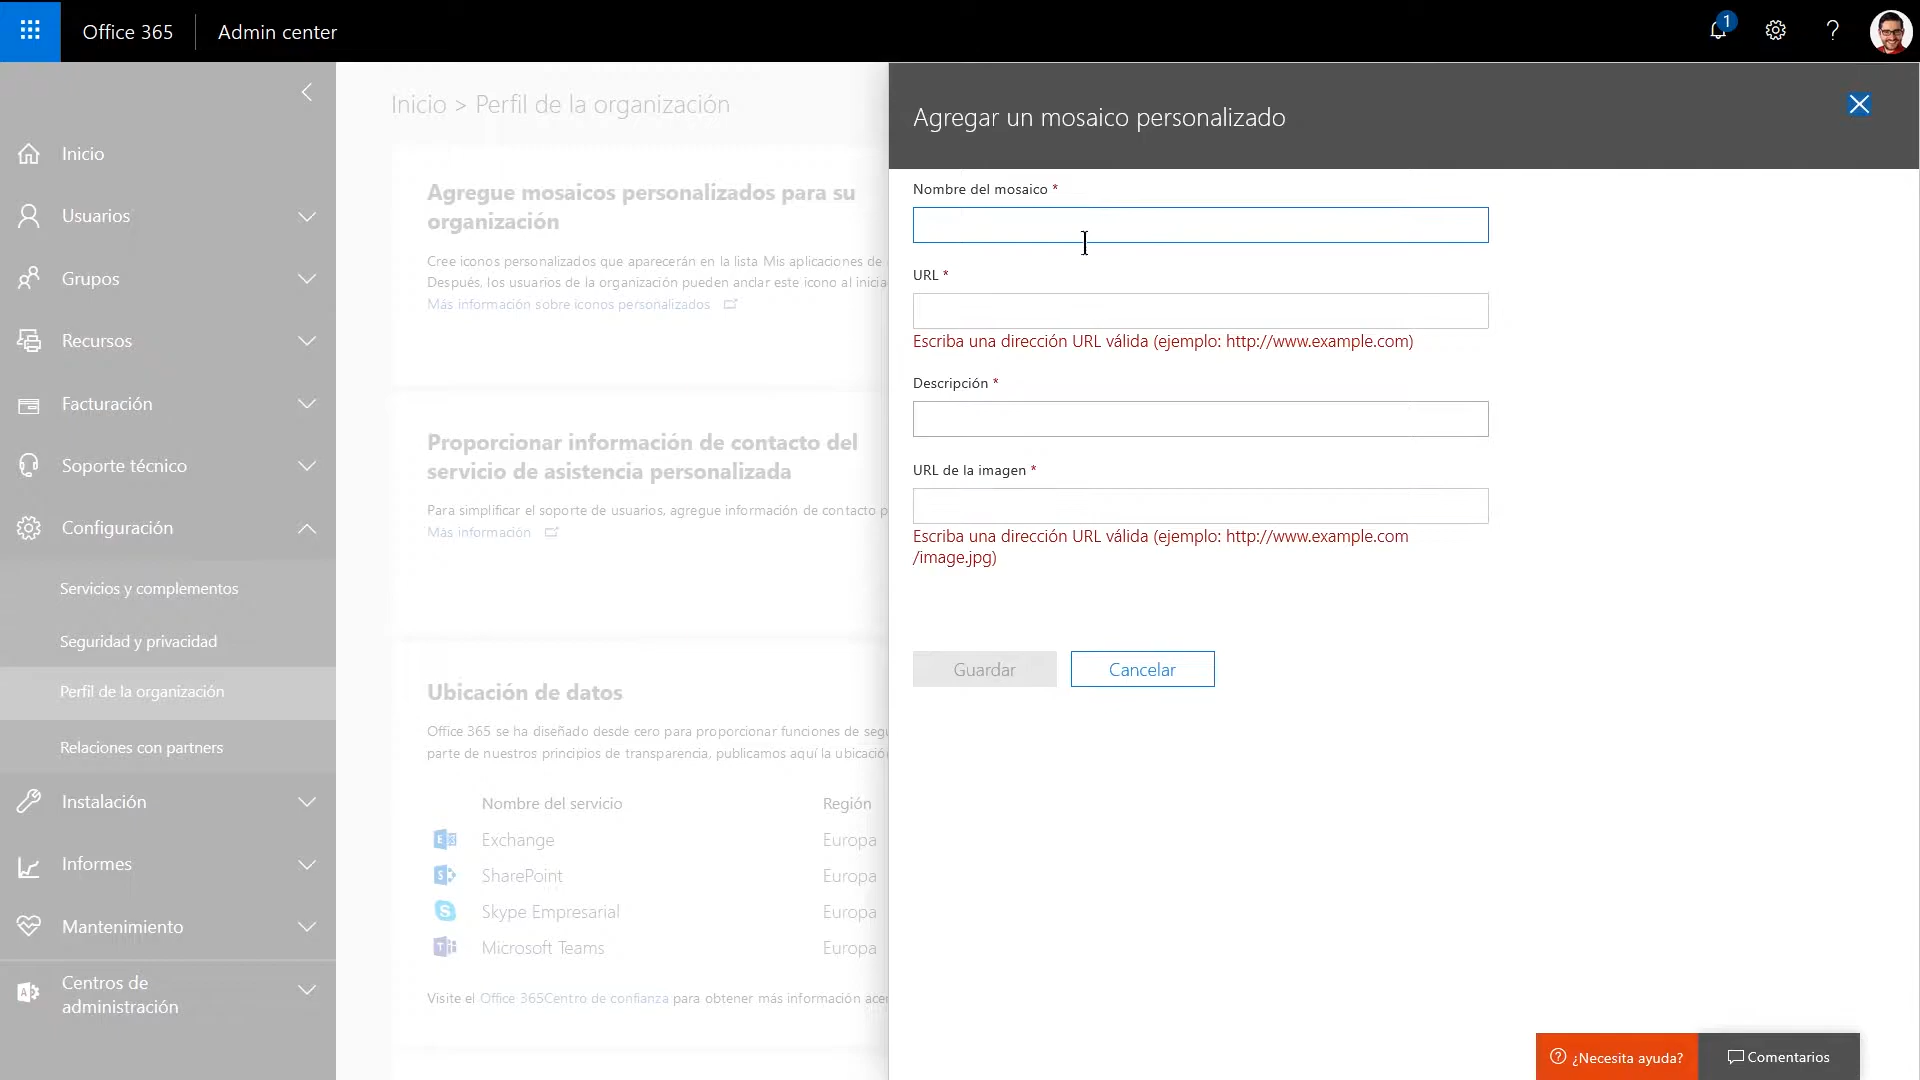 Office 365
Admin center
1
?
Inicio
Usuarios
Grupos
Recursos
Facturación
Soporte técnico
Configuración
Servicios y complementos
Seguridad y privacidad
Perfil de la organización
Relaciones con partners
Instalación
Informes
Mantenimiento
Centros de
administración
Inicio > Perfil de la organización
Agregue mosaicos personalizados para su
organización
Cree iconos personalizados que aparecerán en la lista Mis aplicaciones de
Después, los usuarios de la organización pueden anclar este icono al inicia
Más información sobre iconos personalizados
Proporcionar información de contacto del
servicio de asistencia personalizada
Para simplificar el soporte de usuarios, agregue información de contacto p
Más información
Ubicación de datos
Office 365 se ha diseñado desde cero para proporcionar funciones de segu
parte de nuestros principios de transparencia, publicamos aquí la ubicació
Nombre del servicio Región
Exchange Europa
SharePoint Europa
Skype Empresarial Europa
Microsoft Teams Europa
Visite el Office 365Centro de confianza para obtener más información acer
Agregar un mosaico personalizado
Nombre del mosaico *
URL *
Escriba una dirección URL válida (ejemplo: http://www.example.com)
Descripción *
URL de la imagen *
Escriba una dirección URL válida (ejemplo: http://www.example.com
/image.jpg)
Guardar
Cancelar
¿Necesita ayuda?
Comentarios